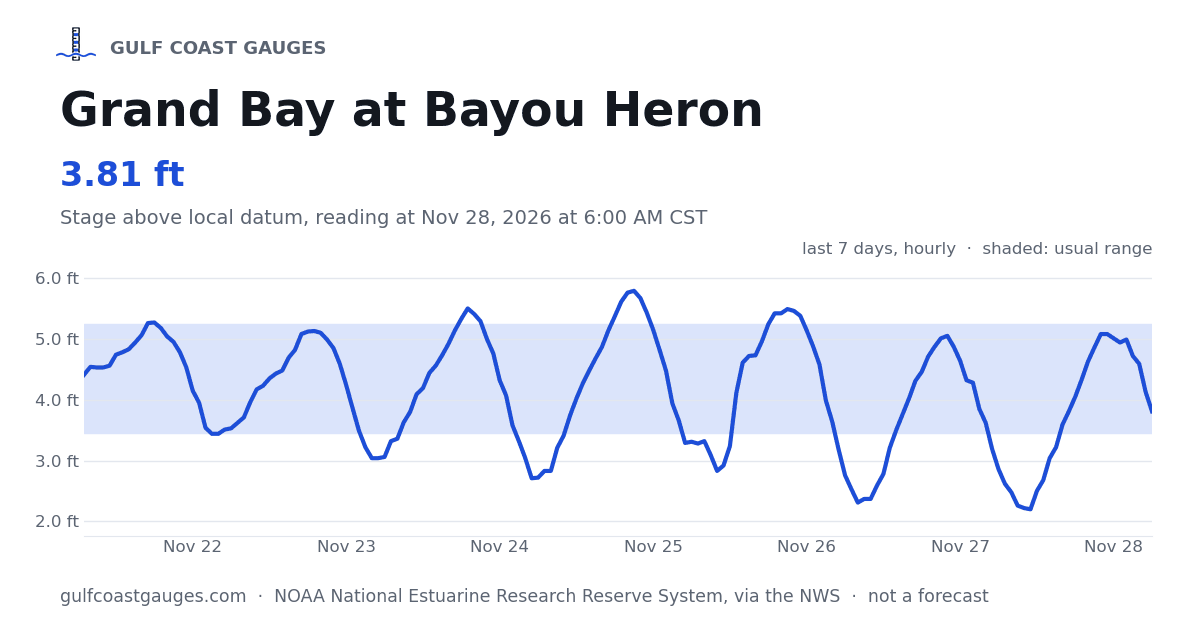 GULF COAST GAUGES
Grand Bay at Bayou Heron
3.81 ft
Stage above local datum, reading at Nov 28, 2026 at 6:00 AM CST
last 7 days, hourly · shaded: usual range
6.0 ft
5.0 ft
4.0 ft
3.0 ft
2.0 ft
Nov 22 Nov 23 Nov 24 Nov 25 Nov 26 Nov 27 Nov 28
gulfcoastgauges.com · NOAA National Estuarine Research Reserve System, via the NWS · not a forecast